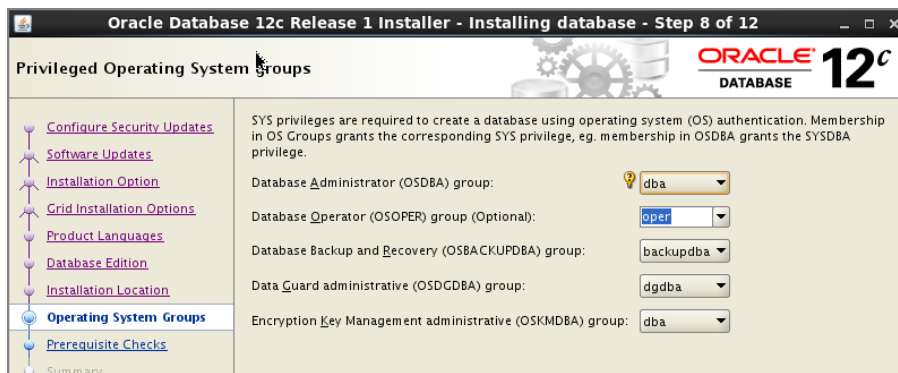 Oracle Database 12c Release 1 Installer - Installing database - Step 8 of 12
Privileged Operating System groups
ORACLE
DATABASE
12c
Configure Security Updates
Software Updates
Installation Option
Grid Installation Options
Product Languages
Database Edition
Installation Location
Operating System Groups
Prerequisite Checks
Summary
SYS privileges are required to create a database using operating system (OS) authentication. Membership
in OS Groups grants the corresponding SYS privilege, eg. membership in OSDBA grants the SYSDBA
privilege.
Database Administrator (OSDBA) group: dba
Database Operator (OSOPER) group (Optional): oper
Database Backup and Recovery (OSBACKUPDBA) group: backupdba
Data Guard administrative (OSDGDBA) group: dgdba
Encryption Key Management administrative (OSKMDBA) group: dba